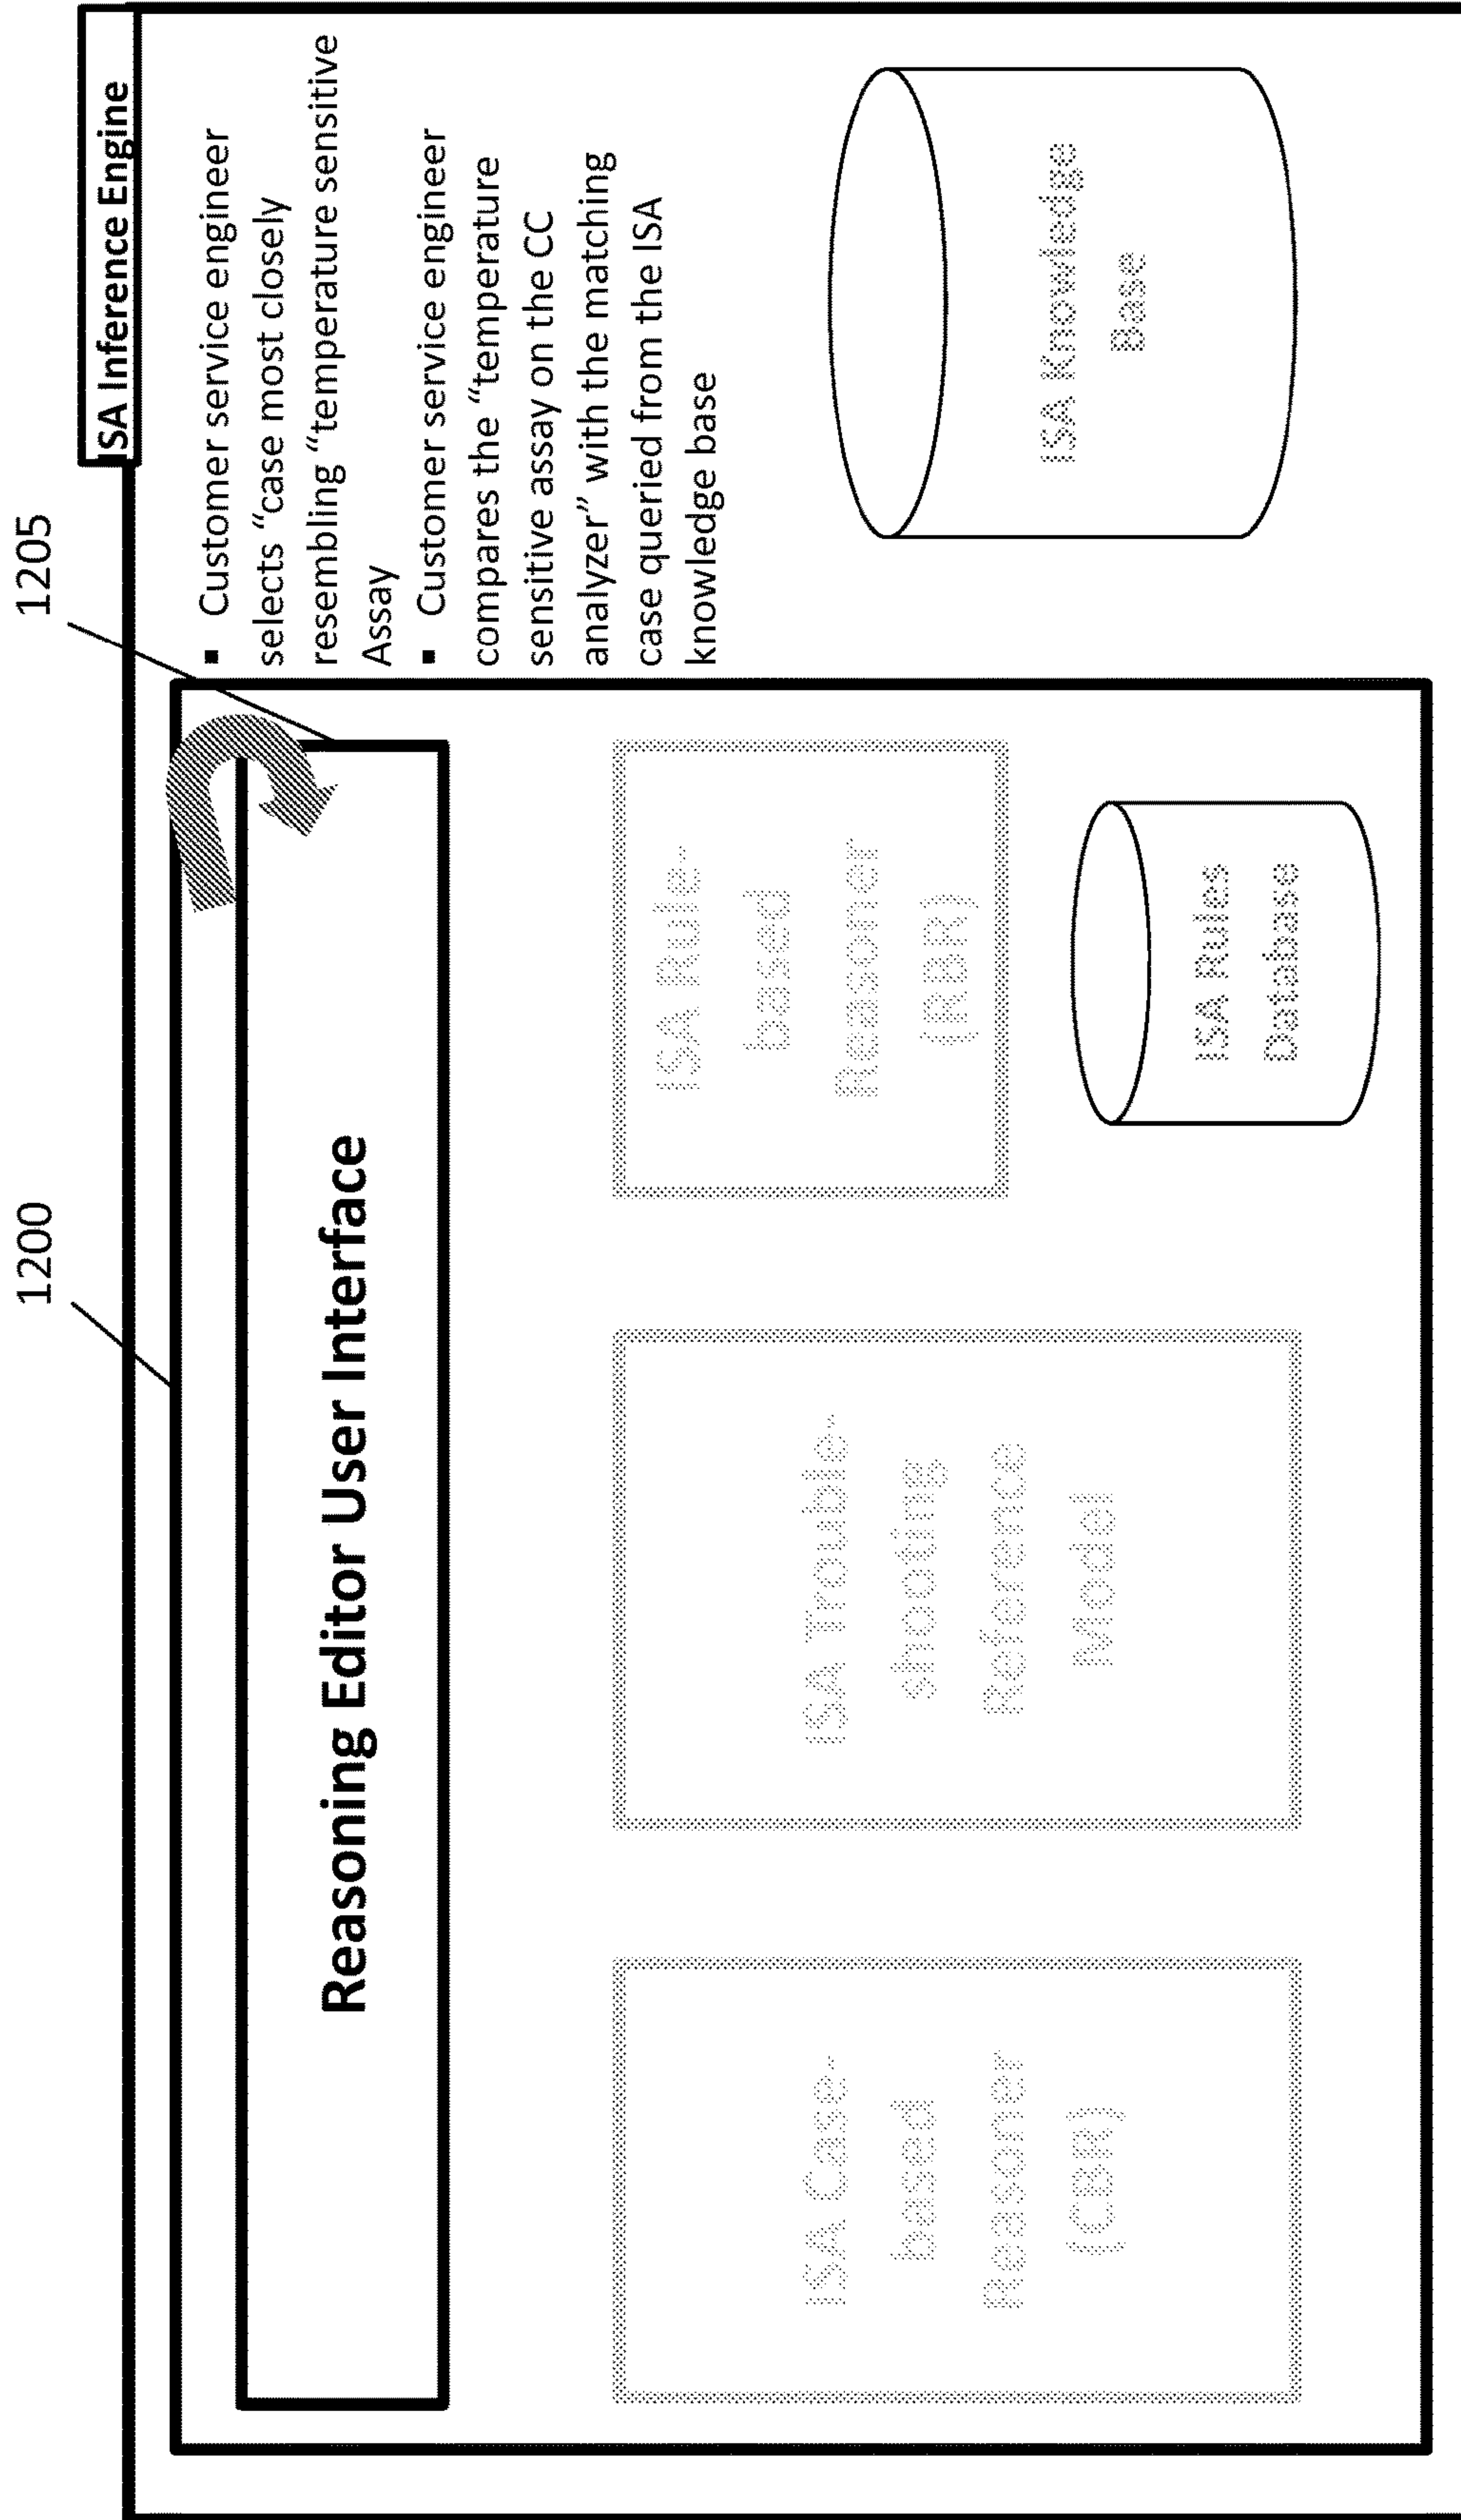 1200
1205
ISA Inference Engine
Reasoning Editor User Interface
▪ Customer service engineer
selects “case most closely
resembling “temperature sensitive
Assay
▪ Customer service engineer
compares the “temperature
sensitive assay on the CC
analyzer” with the matching
case queried from the ISA
knowledge base
ISA Case-
based
Reasoner
(CBR)
ISA Trouble-
shooting
Reference
Model
ISA Rule-
based
Reasoner
(RBR)
ISA Rules
Database
ISA Knowledge
Base